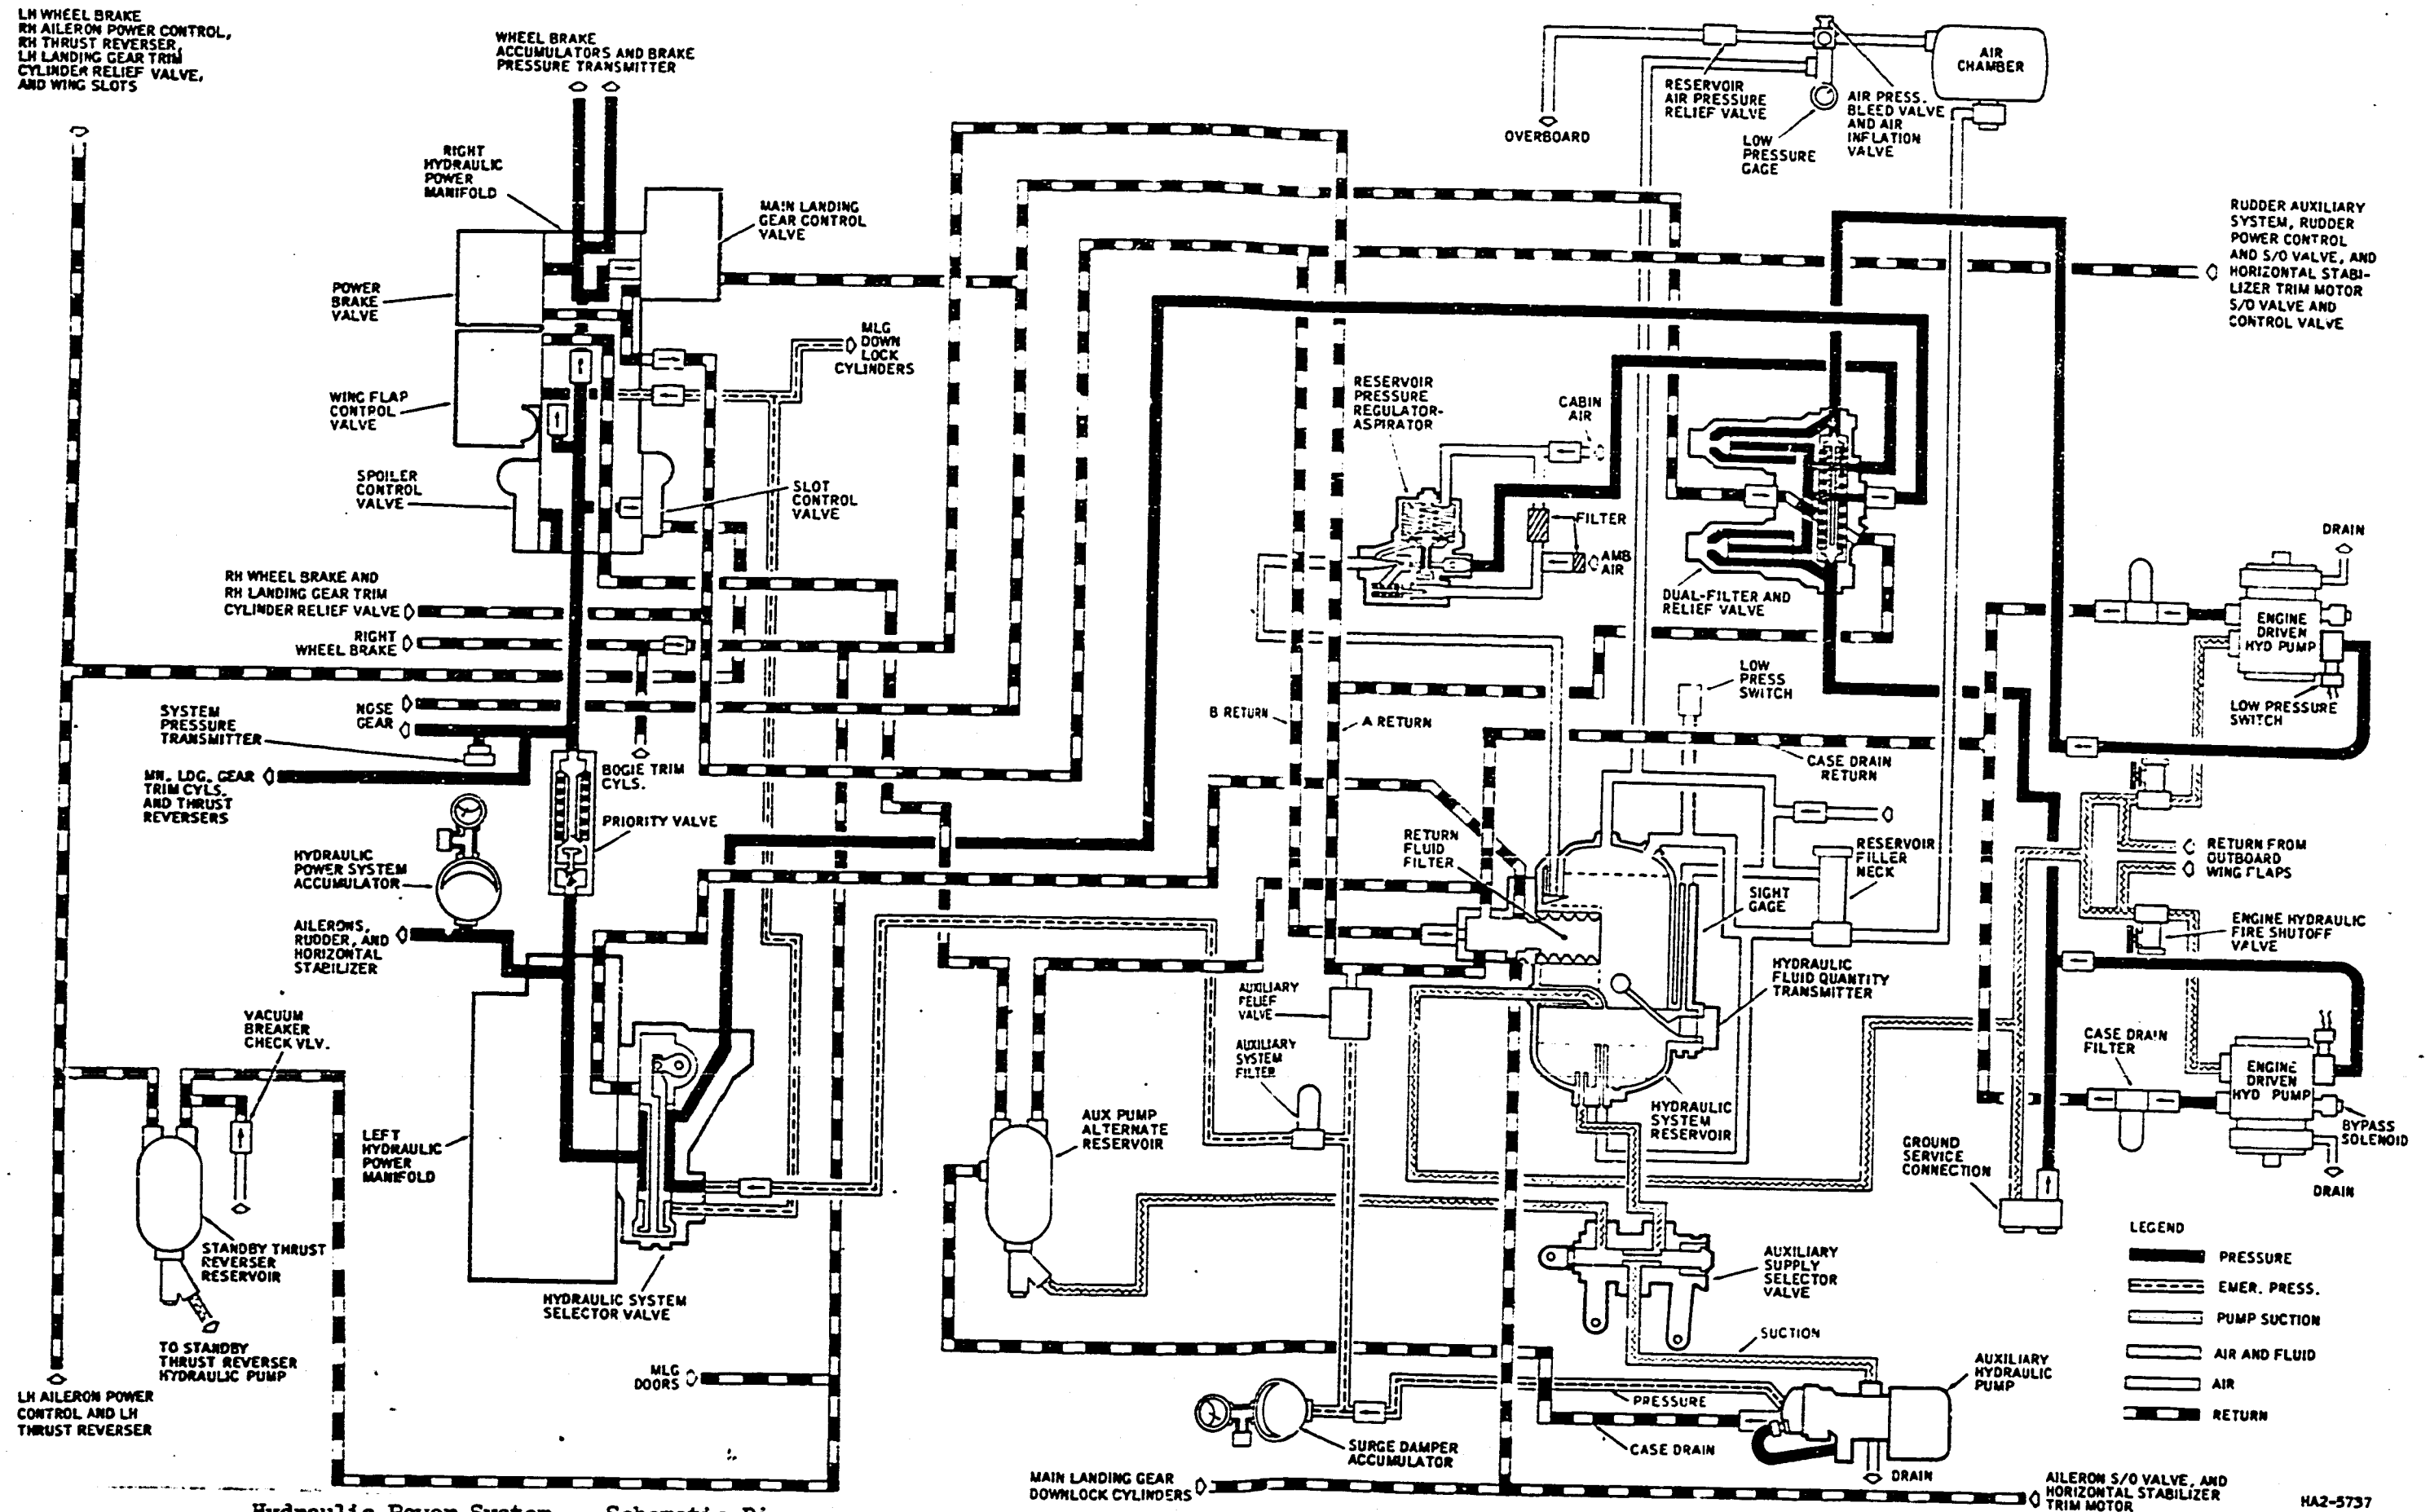 LH WHEEL BRAKE
RH AILERON POWER CONTROL,
RH THRUST REVERSER,
LH LANDING GEAR TRIM
CYLINDER RELIEF VALVE,
AND WING SLOTS
WHEEL BRAKE
ACCUMULATORS AND BRAKE
PRESSURE TRANSMITTER
RIGHT
HYDRAULIC
POWER
MANIFOLD
MAIN LANDING
GEAR CONTROL
VALVE
POWER
BRAKE
VALVE
MLG
DOWN
LOCK
CYLINDERS
WING FLAP
CONTROL
VALVE
SPOILER
CONTROL
VALVE
SLOT
CONTROL
VALVE
RH WHEEL BRAKE AND
RH LANDING GEAR TRIM
CYLINDER RELIEF VALVE
RIGHT
WHEEL BRAKE
NOSE
GEAR
SYSTEM
PRESSURE
TRANSMITTER
MN. LDG. GEAR
TRIM CYLS.
AND THRUST
REVERSERS
BOGIE TRIM
CYLS.
PRIORITY VALVE
HYDRAULIC
POWER SYSTEM
ACCUMULATOR
AILERONS,
RUDDER, AND
HORIZONTAL
STABILIZER
VACUUM
BREAKER
CHECK VLV.
LEFT
HYDRAULIC
POWER
MANIFOLD
STANDBY THRUST
REVERSER
RESERVOIR
TO STANDBY
THRUST REVERSER
HYDRAULIC PUMP
HYDRAULIC SYSTEM
SELECTOR VALVE
MLG
DOORS
LH AILERON POWER
CONTROL AND LH
THRUST REVERSER
OVERBOARD
RESERVOIR
AIR PRESSURE
RELIEF VALVE
LOW
PRESSURE
GAGE
AIR PRESS.
BLEED VALVE
AND AIR
INFLATION
VALVE
AIR
CHAMBER
RUDDER AUXILIARY
SYSTEM, RUDDER
POWER CONTROL
AND S/O VALVE, AND
HORIZONTAL STABI-
LIZER TRIM MOTOR
S/O VALVE AND
CONTROL VALVE
RESERVOIR
PRESSURE
REGULATOR-
ASPIRATOR
CABIN
AIR
FILTER
AMB
AIR
DUAL-FILTER AND
RELIEF VALVE
DRAIN
ENGINE
DRIVEN
HYD PUMP
LOW PRESSURE
SWITCH
LOW
PRESS
SWITCH
B RETURN
A RETURN
CASE DRAIN
RETURN
RETURN
FLUID
FILTER
SIGHT
GAGE
RESERVOIR
FILLER
NECK
RETURN FROM
OUTBOARD
WING FLAPS
ENGINE HYDRAULIC
FIRE SHUTOFF
VALVE
HYDRAULIC
FLUID QUANTITY
TRANSMITTER
AUXILIARY
RELIEF
VALVE
AUXILIARY
SYSTEM
FILTER
AUX PUMP
ALTERNATE
RESERVOIR
HYDRAULIC
SYSTEM
RESERVOIR
CASE DRAIN
FILTER
ENGINE
DRIVEN
HYD PUMP
BYPASS
SOLENOID
DRAIN
GROUND
SERVICE
CONNECTION
AUXILIARY
SUPPLY
SELECTOR
VALVE
SUCTION
AUXILIARY
HYDRAULIC
PUMP
PRESSURE
CASE DRAIN
SURGE DAMPER
ACCUMULATOR
DRAIN
MAIN LANDING GEAR
DOWNLOCK CYLINDERS
AILERON S/O VALVE, AND
HORIZONTAL STABILIZER
TRIM MOTOR
LEGEND
PRESSURE
EMER. PRESS.
PUMP SUCTION
AIR AND FLUID
AIR
RETURN
HA2-5737
Hydraulic Power System